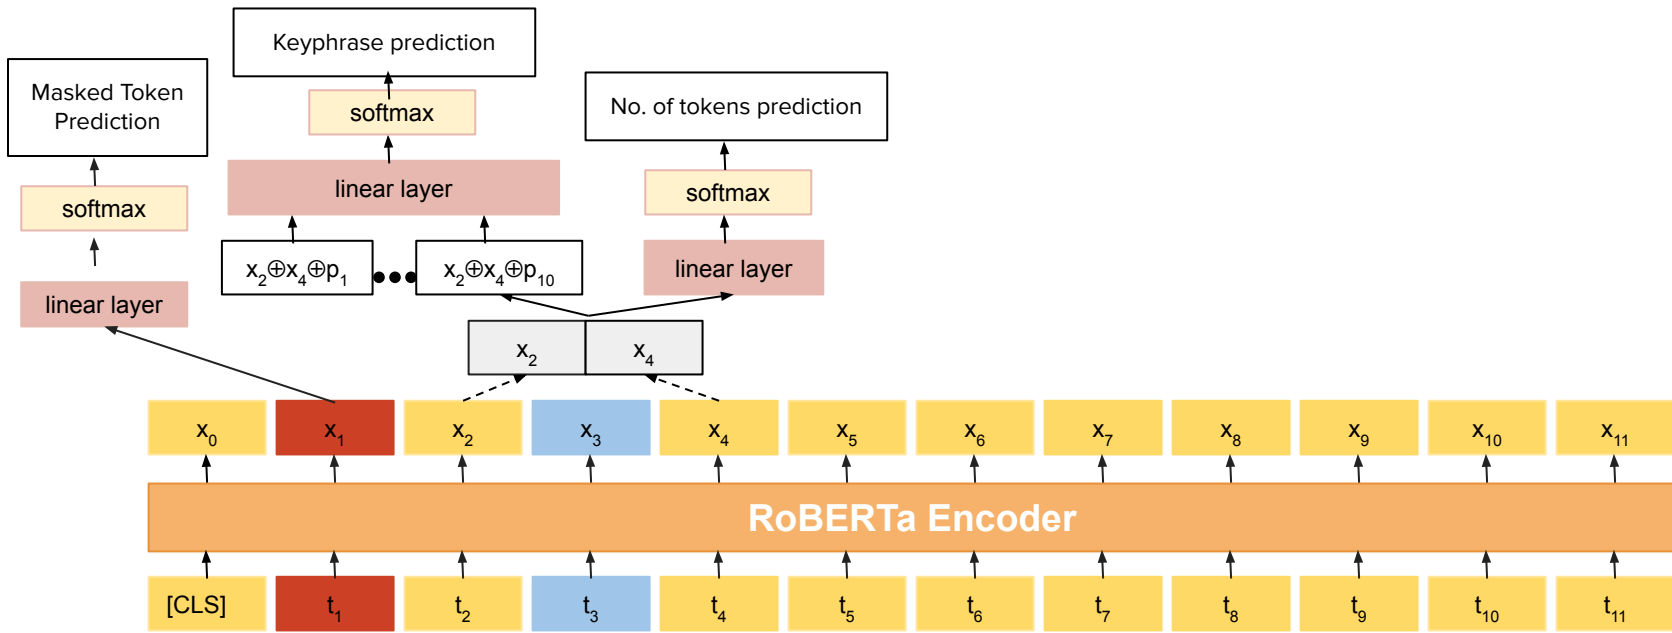 Keyphrase prediction
Masked Token
Prediction
softmax
No. of tokens prediction
linear layer
softmax
softmax
x₂⊕x₄⊕p₁
x₂⊕x₄⊕p₁₀
linear layer
linear layer
x₂ x₄
x₀ x₁ x₂ x₃ x₄ x₅ x₆ x₇ x₈ x₉ x₁₀ x₁₁
RoBERTa Encoder
[CLS] t₁ t₂ t₃ t₄ t₅ t₆ t₇ t₈ t₉ t₁₀ t₁₁